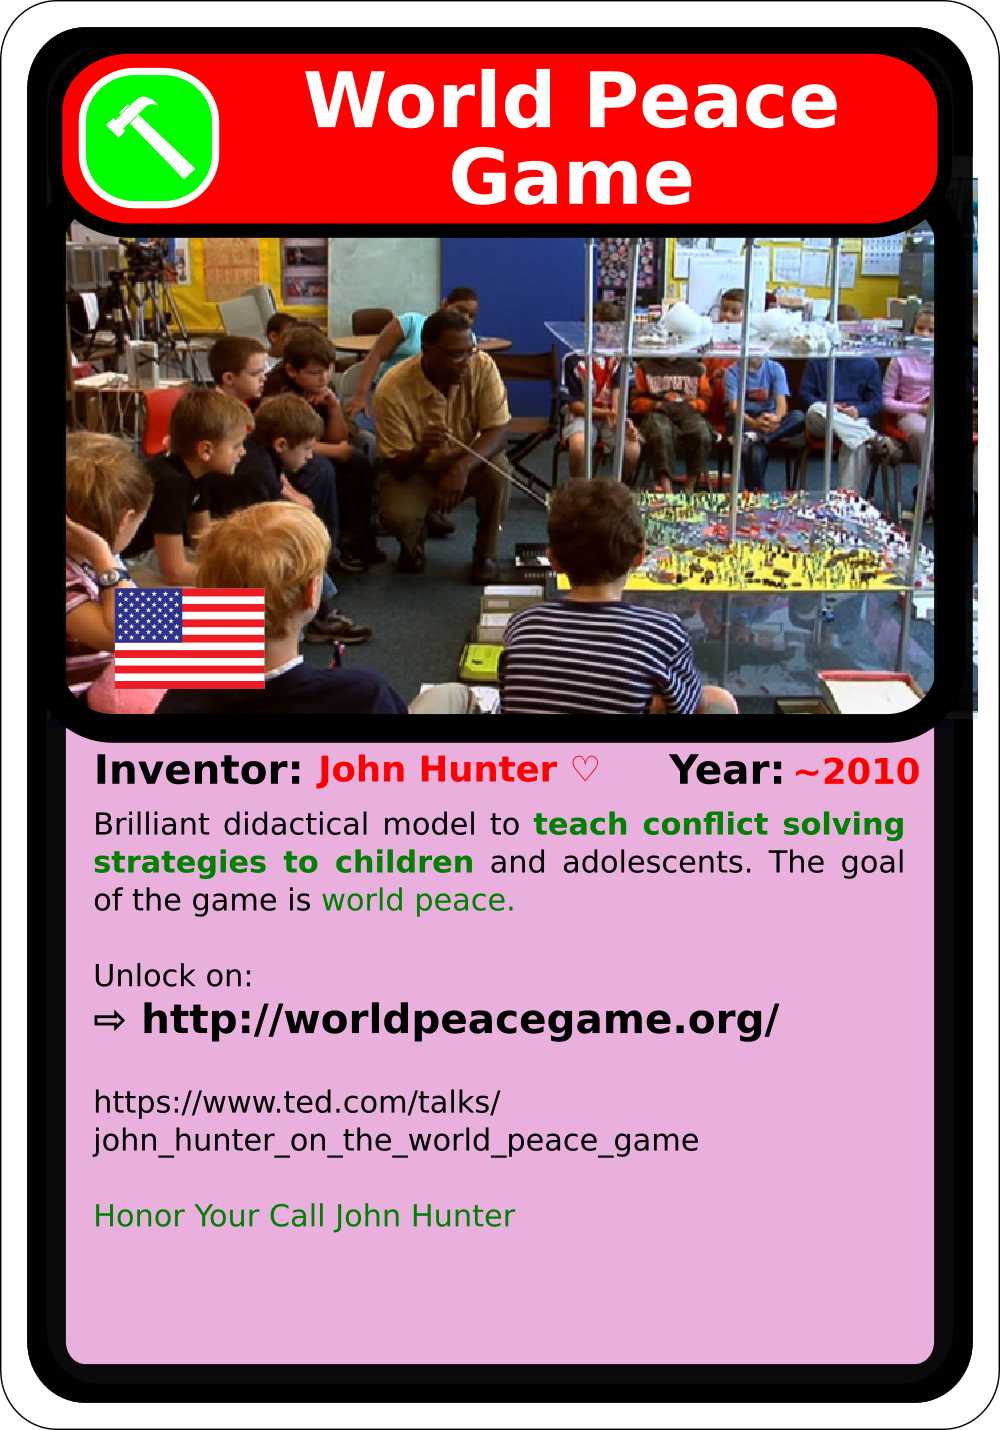 World Peace
Game
Inventor: John Hunter ♡ Year: ~2010
Brilliant didactical model to teach conflict solving
strategies to children and adolescents. The goal
of the game is world peace.
Unlock on:
⇨ http://worldpeacegame.org/
https://www.ted.com/talks/
john_hunter_on_the_world_peace_game
Honor Your Call John Hunter